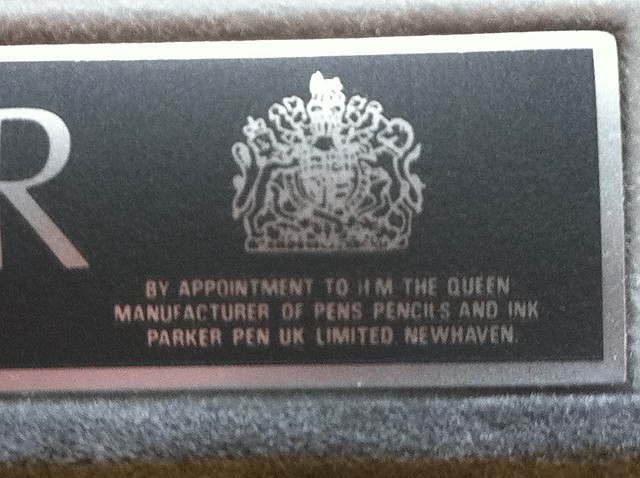 R
BY APPOINTMENT TO H M THE QUEEN
MANUFACTURER OF PENS PENCILS AND INK
PARKER PEN UK LIMITED, NEWHAVEN.